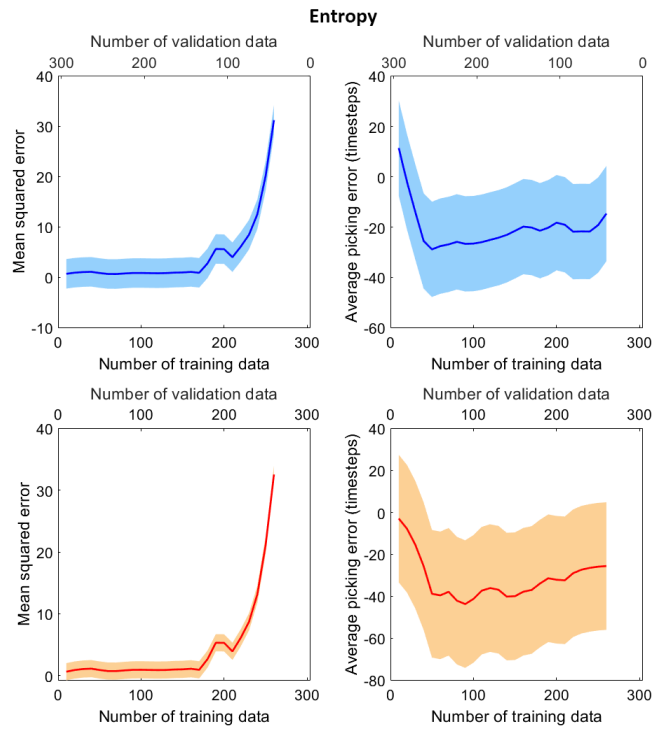 Entropy
Number of validation data
300 200 100 0
40
30
20
10
0
-10
Mean squared error
0 100 200 300
Number of training data
Number of validation data
300 200 100 0
40
20
0
-20
-40
-60
Average picking error (timesteps)
0 100 200 300
Number of training data
Number of validation data
0 100 200 300
40
30
20
10
0
Mean squared error
0 100 200 300
Number of training data
Number of validation data
0 100 200 300
40
20
0
-20
-40
-60
-80
Average picking error (timesteps)
0 100 200 300
Number of training data